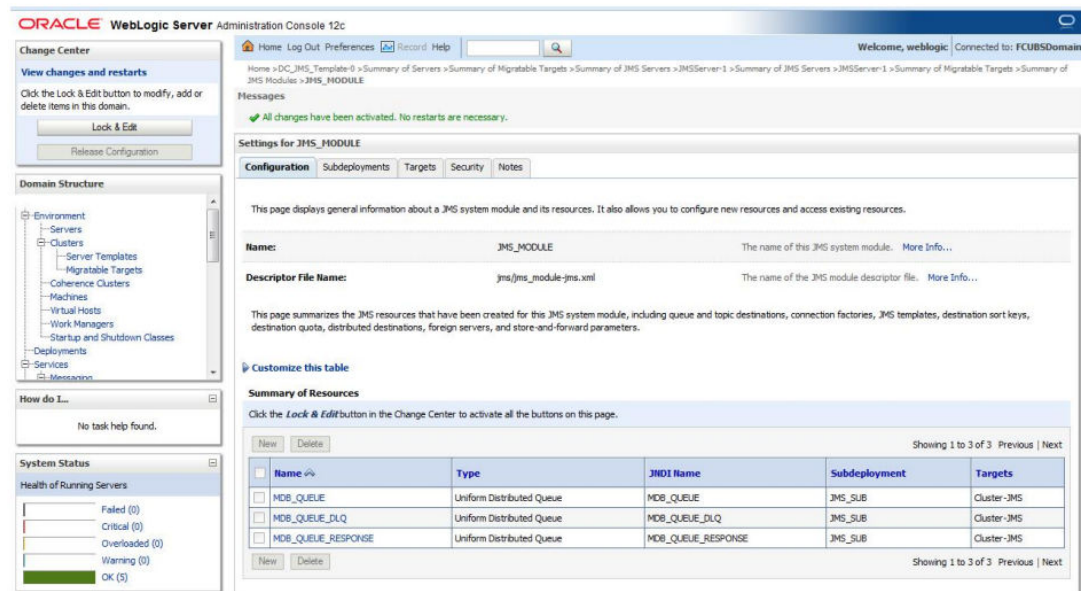 ORACLE WebLogic Server Administration Console 12c
Change Center
View changes and restarts
Click the Lock & Edit button to modify, add or
delete items in this domain.
Lock & Edit
Release Configuration
Domain Structure
Environment
Servers
Clusters
Server Templates
Migratable Targets
Coherence Clusters
Machines
Virtual Hosts
Work Managers
Startup and Shutdown Classes
Deployments
Services
Messaging
How do I...
No task help found.
System Status
Health of Running Servers
Failed (0)
Critical (0)
Overloaded (0)
Warning (0)
OK (5)
Home Log Out Preferences Record Help
Welcome, weblogic Connected to: FCUBSDomain
Home >DC_JMS_Template-0 >Summary of Servers >Summary of Migratable Targets >Summary of JMS Servers >JMSServer-1 >Summary of JMS Servers >JMSServer-1 >Summary of Migratable Targets >Summary of
JMS Modules >JMS_MODULE
Messages
All changes have been activated. No restarts are necessary.
Settings for JMS_MODULE
Configuration Subdeployments Targets Security Notes
This page displays general information about a JMS system module and its resources. It also allows you to configure new resources and access existing resources.
Name: JMS_MODULE The name of this JMS system module. More Info...
Descriptor File Name: jms/jms_module-jms.xml The name of the JMS module descriptor file. More Info...
This page summarizes the JMS resources that have been created for this JMS system module, including queue and topic destinations, connection factories, JMS templates, destination sort keys,
destination quota, distributed destinations, foreign servers, and store-and-forward parameters.
Customize this table
Summary of Resources
Click the Lock & Edit button in the Change Center to activate all the buttons on this page.
New Delete Showing 1 to 3 of 3 Previous | Next
Name Type JNDI Name Subdeployment Targets
MDB_QUEUE Uniform Distributed Queue MDB_QUEUE JMS_SUB Cluster-JMS
MDB_QUEUE_DLQ Uniform Distributed Queue MDB_QUEUE_DLQ JMS_SUB Cluster-JMS
MDB_QUEUE_RESPONSE Uniform Distributed Queue MDB_QUEUE_RESPONSE JMS_SUB Cluster-JMS
New Delete Showing 1 to 3 of 3 Previous | Next